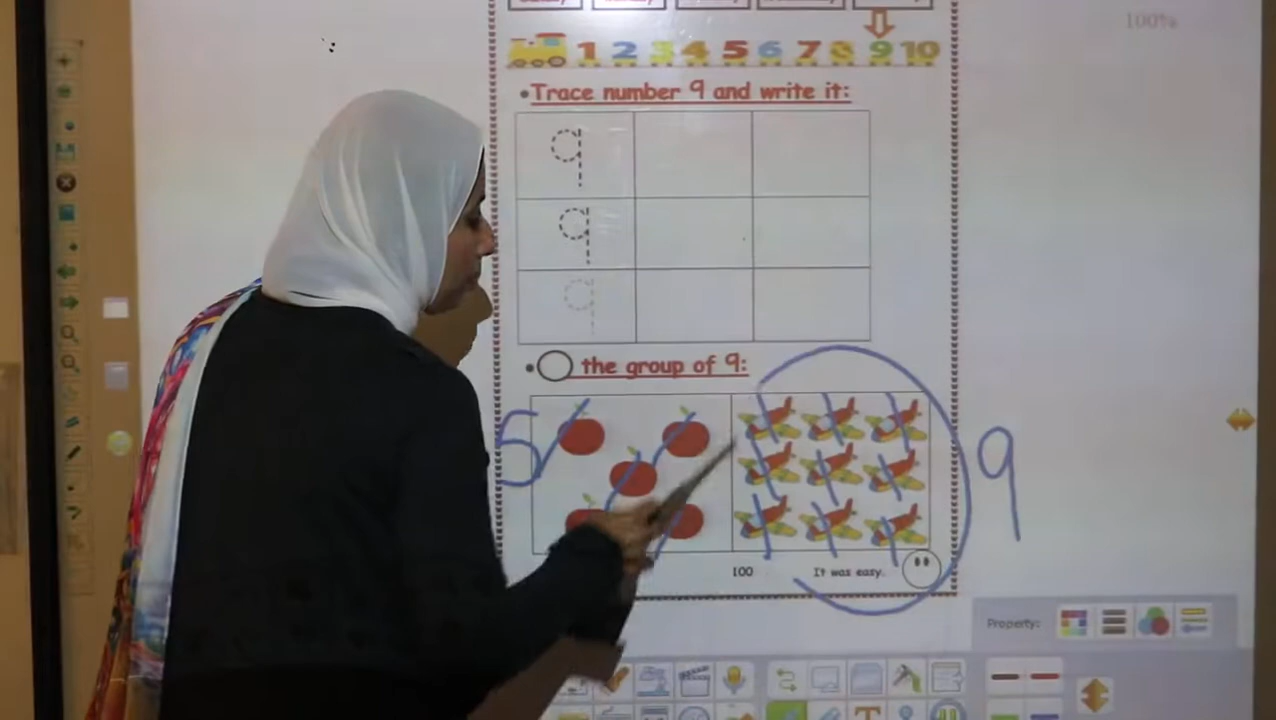 100%
1 2 3 4 5 6 7 8 9 10
•Trace number 9 and write it:
9
9
9
• the group of 9:
5
9
100 It was easy.
Property: